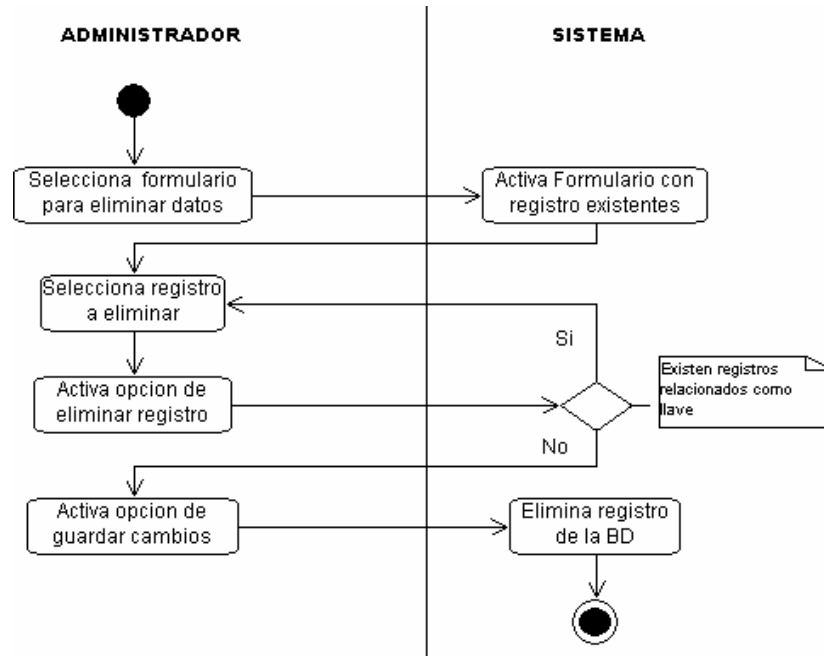 ADMINISTRADOR
SISTEMA
Selecciona formulario
para eliminar datos
Activa Formulario con
registro existentes
Selecciona registro
a eliminar
Si
Existen registros
relacionados como
llave
Activa opcion de
eliminar registro
No
Activa opcion de
guardar cambios
Elimina registro
de la BD